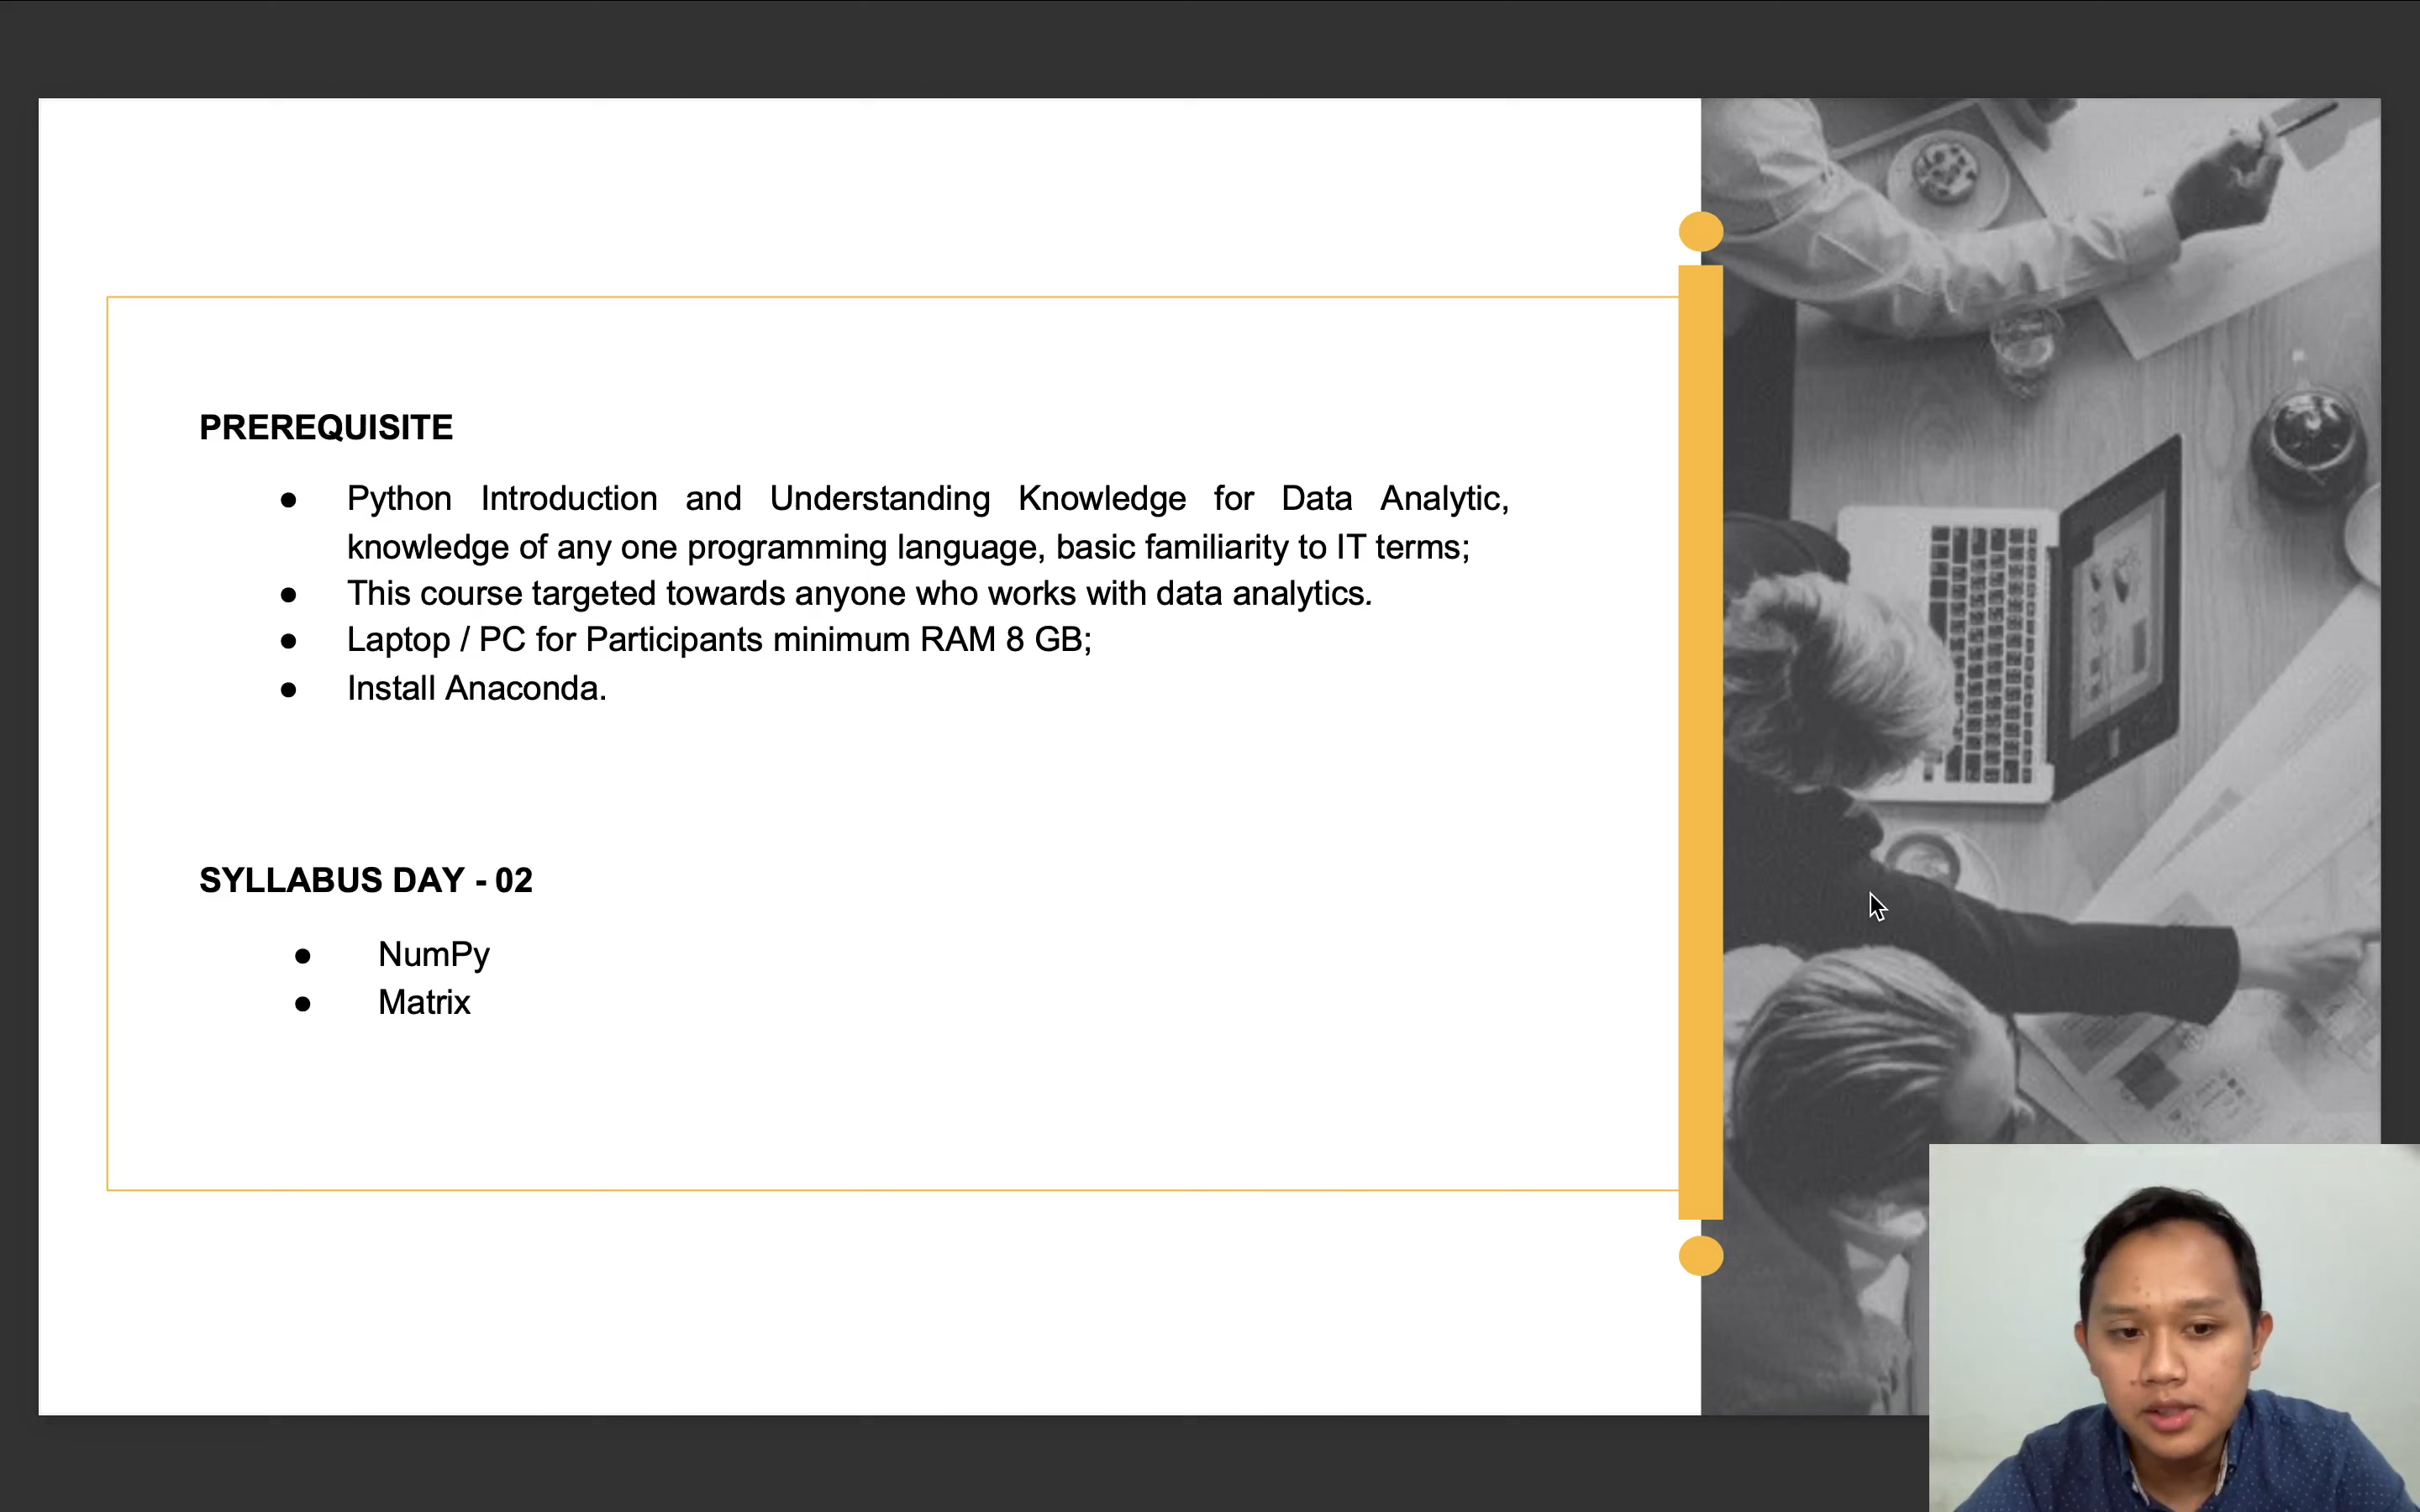 PREREQUISITE
● Python Introduction and Understanding Knowledge for Data Analytic,
knowledge of any one programming language, basic familiarity to IT terms;
● This course targeted towards anyone who works with data analytics.
● Laptop / PC for Participants minimum RAM 8 GB;
● Install Anaconda.
SYLLABUS DAY - 02
● NumPy
● Matrix